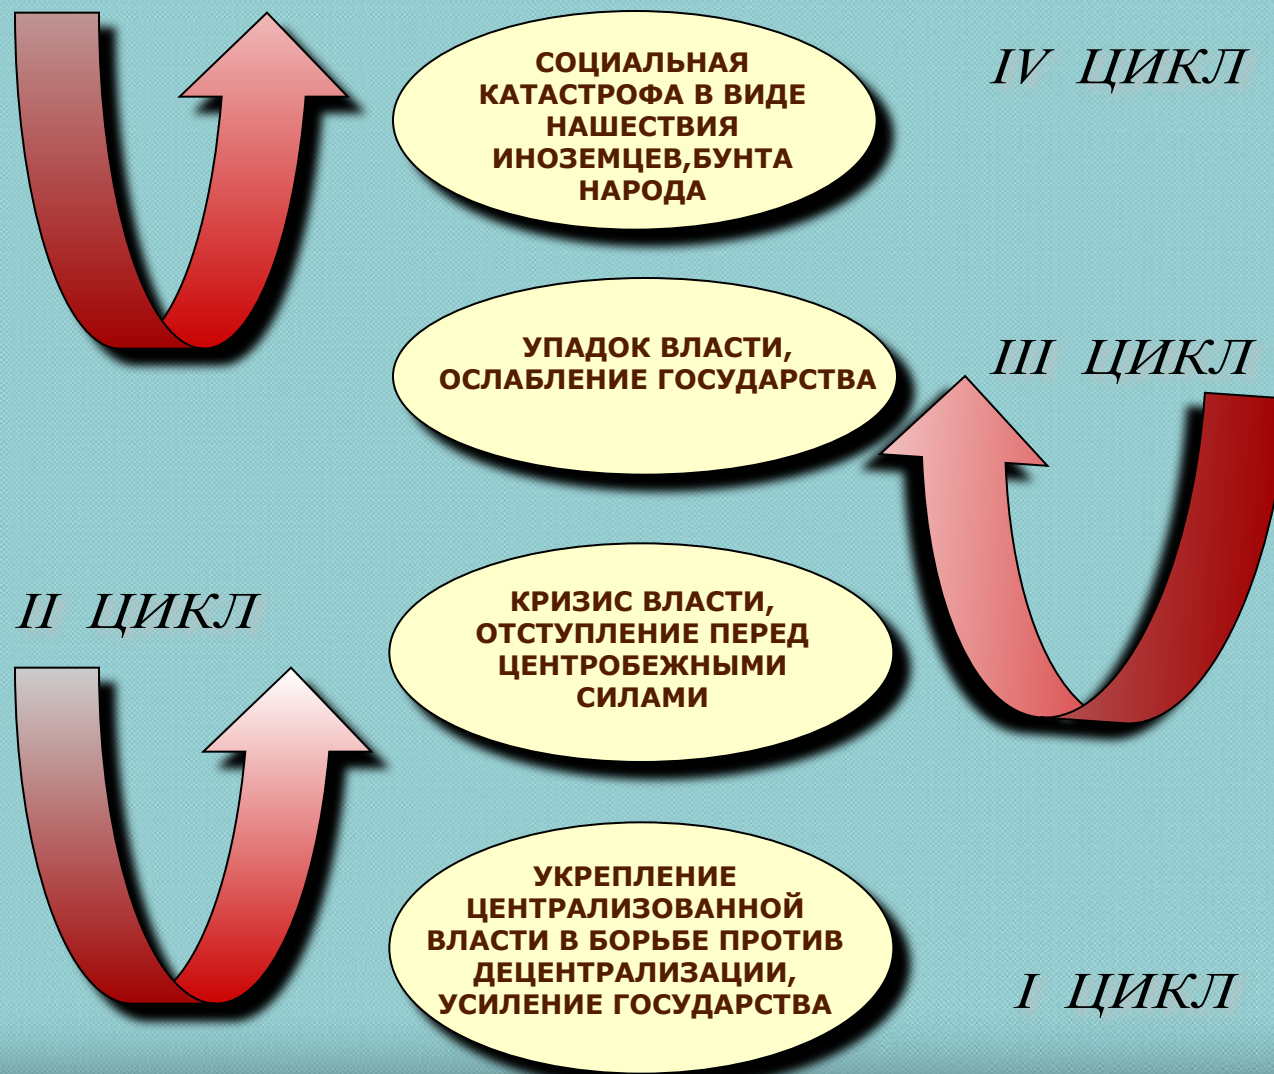 СОЦИАЛЬНАЯ
КАТАСТРОФА В ВИДЕ
НАШЕСТВИЯ
ИНОЗЕМЦЕВ,БУНТА
НАРОДА
IV ЦИКЛ
УПАДОК ВЛАСТИ,
ОСЛАБЛЕНИЕ ГОСУДАРСТВА
III ЦИКЛ
КРИЗИС ВЛАСТИ,
ОТСТУПЛЕНИЕ ПЕРЕД
ЦЕНТРОБЕЖНЫМИ
СИЛАМИ
II ЦИКЛ
УКРЕПЛЕНИЕ
ЦЕНТРАЛИЗОВАННОЙ
ВЛАСТИ В БОРЬБЕ ПРОТИВ
ДЕЦЕНТРАЛИЗАЦИИ,
УСИЛЕНИЕ ГОСУДАРСТВА
I ЦИКЛ